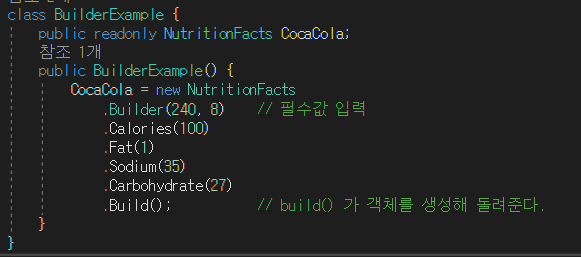 class BuilderExample {
public readonly NutritionFacts CocaCola;
참조 1개
public BuilderExample() {
CocaCola = new NutritionFacts
.Builder(240, 8)    // 필수값 입력
.Calories(100)
.Fat(1)
.Sodium(35)
.Carbohydrate(27)
.Build();    // build() 가 객체를 생성해 돌려준다.
}
}